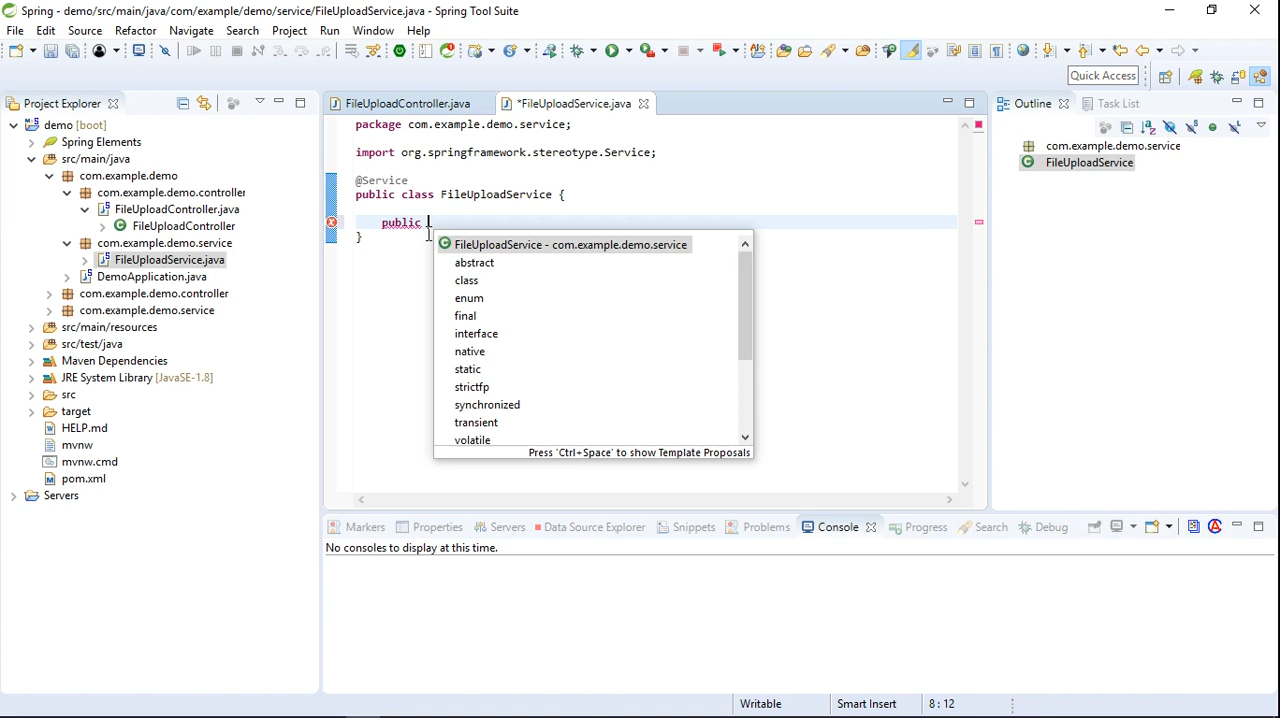 Spring - demo/src/main/java/com/example/demo/service/FileUploadService.java - Spring Tool Suite
File Edit Source Refactor Navigate Search Project Run Window Help
Quick Access
Project Explorer
demo [boot]
Spring Elements
src/main/java
com.example.demo
com.example.demo.controller
FileUploadController.java
FileUploadController
com.example.demo.service
FileUploadService.java
DemoApplication.java
com.example.demo.controller
com.example.demo.service
src/main/resources
src/test/java
Maven Dependencies
JRE System Library [JavaSE-1.8]
src
target
HELP.md
mvnw
mvnw.cmd
pom.xml
Servers
FileUploadController.java *FileUploadService.java
package com.example.demo.service;
import org.springframework.stereotype.Service;
@Service
public class FileUploadService {
public
}
FileUploadService - com.example.demo.service
abstract
class
enum
final
interface
native
static
strictfp
synchronized
transient
volatile
Press 'Ctrl+Space' to show Template Proposals
Outline Task List
com.example.demo.service
FileUploadService
Markers Properties Servers Data Source Explorer Snippets Problems Console Progress Search Debug
No consoles to display at this time.
Writable Smart Insert 8 : 12